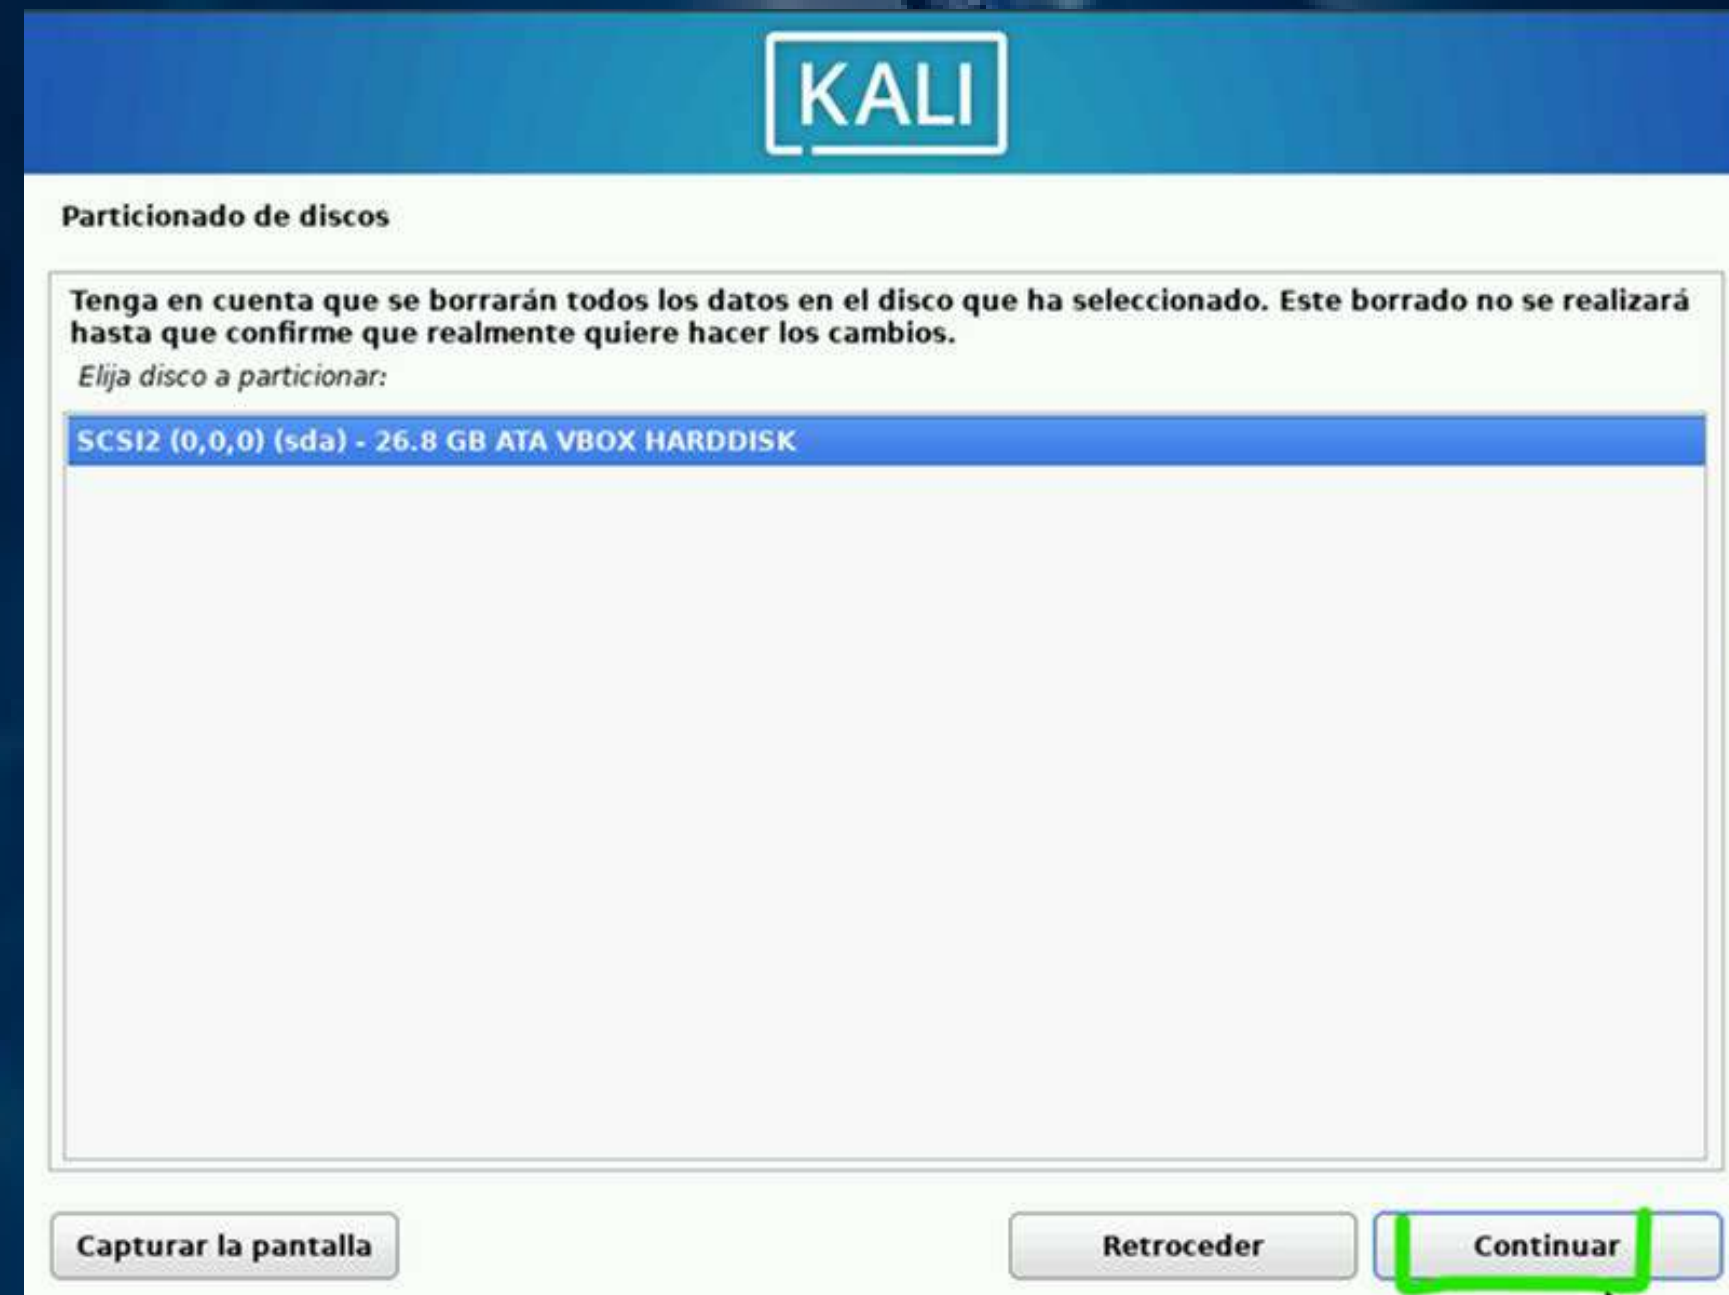 KALI
Particionado de discos
Tenga en cuenta que se borrarán todos los datos en el disco que ha seleccionado. Este borrado no se realizará
hasta que confirme que realmente quiere hacer los cambios.
Elija disco a particionar:
SCSI2 (0,0,0) (sda) - 26.8 GB ATA VBOX HARDDISK
Capturar la pantalla
Retroceder
Continuar